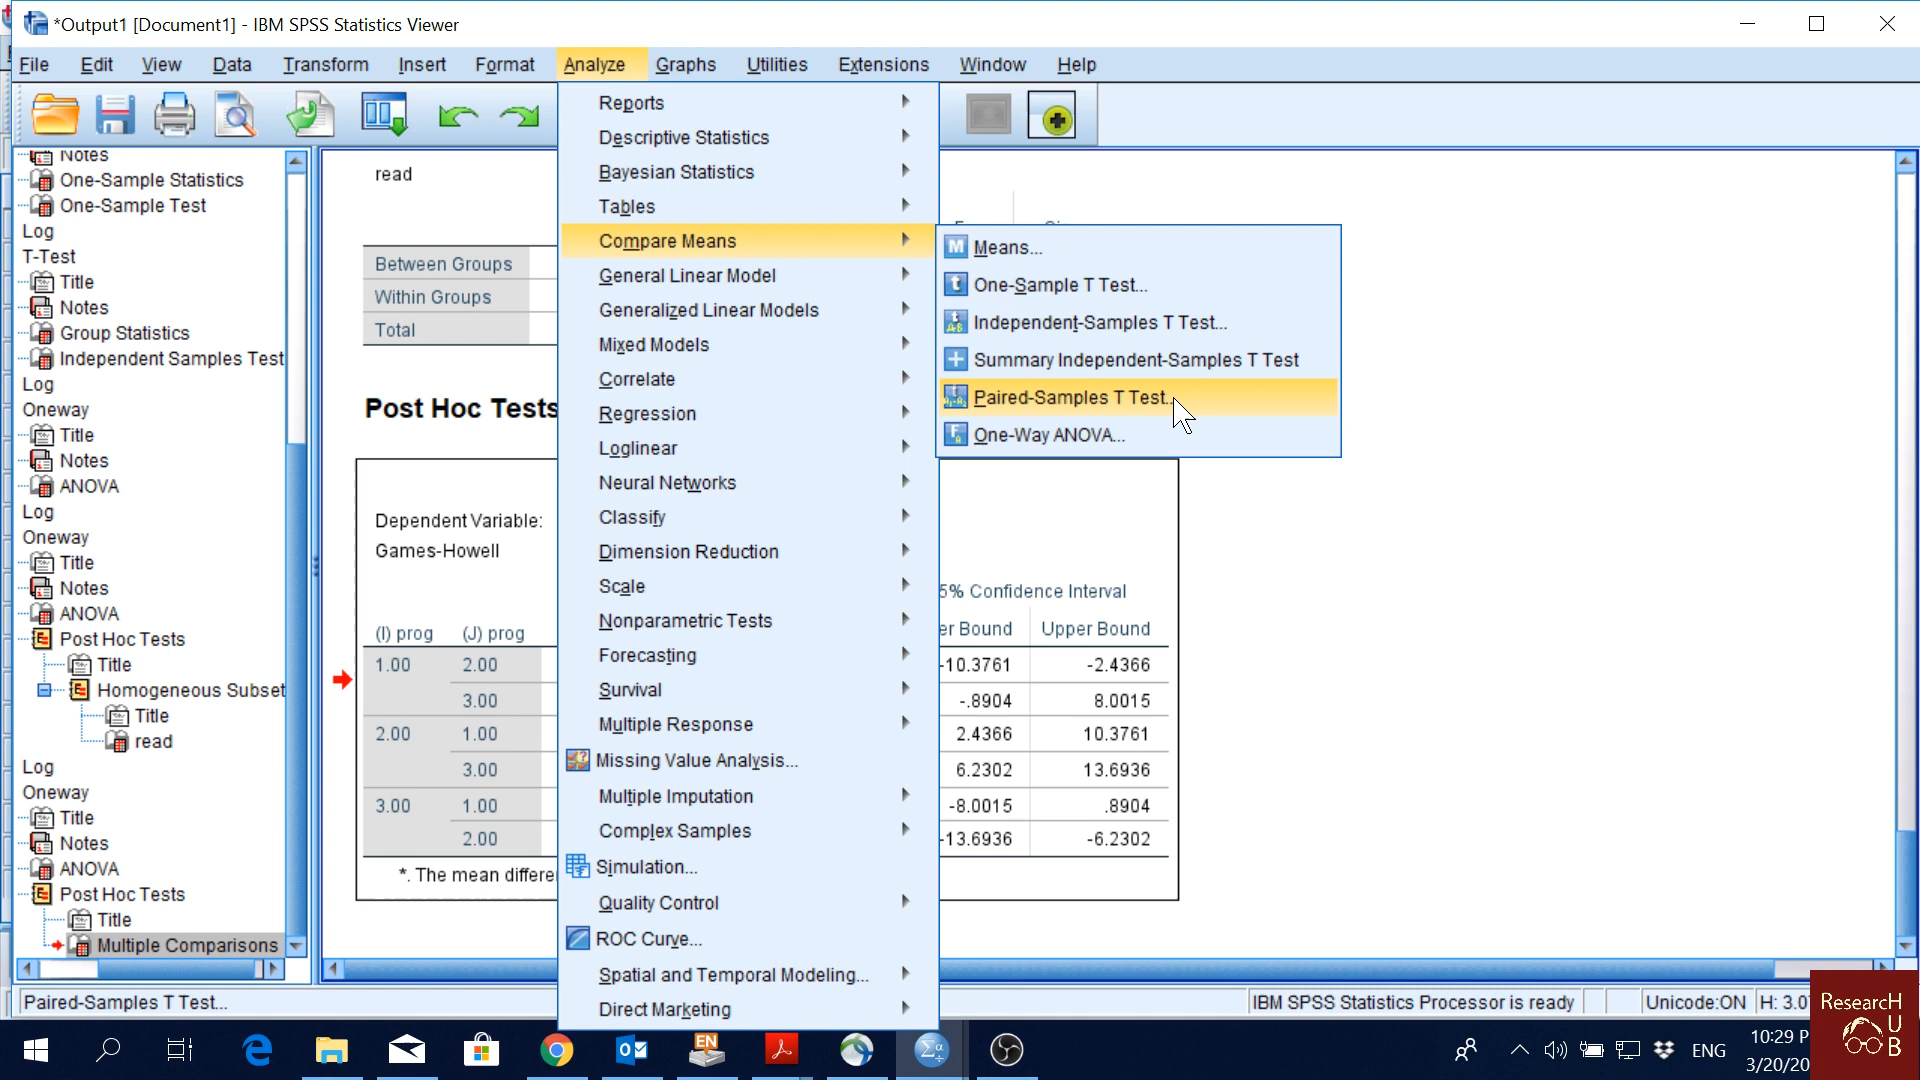 *Output1 [Document1] - IBM SPSS Statistics Viewer
File Edit View Data Transform Insert Format Analyze Graphs Utilities Extensions Window Help
Notes
One-Sample Statistics
One-Sample Test
Log
T-Test
Title
Notes
Group Statistics
Independent Samples Test
Log
Oneway
Title
Notes
ANOVA
Log
Oneway
Title
Notes
ANOVA
Post Hoc Tests
Title
Homogeneous Subset
Title
read
Log
Oneway
Title
Notes
ANOVA
Post Hoc Tests
Title
Multiple Comparisons
read
Between Groups
Within Groups
Total
Post Hoc Tests
Dependent Variable:
Games-Howell
5% Confidence Interval
(I) prog (J) prog er Bound Upper Bound
1.00 2.00 -10.3761 -2.4366
3.00 -.8904 8.0015
2.00 1.00 2.4366 10.3761
3.00 6.2302 13.6936
3.00 1.00 -8.0015 .8904
2.00 -13.6936 -6.2302
*. The mean differe
Reports
Descriptive Statistics
Bayesian Statistics
Tables
Compare Means
General Linear Model
Generalized Linear Models
Mixed Models
Correlate
Regression
Loglinear
Neural Networks
Classify
Dimension Reduction
Scale
Nonparametric Tests
Forecasting
Survival
Multiple Response
Missing Value Analysis...
Multiple Imputation
Complex Samples
Simulation...
Quality Control
ROC Curve...
Spatial and Temporal Modeling...
Direct Marketing
Means...
One-Sample T Test...
Independent-Samples T Test...
Summary Independent-Samples T Test
Paired-Samples T Test...
One-Way ANOVA...
Paired-Samples T Test... IBM SPSS Statistics Processor is ready Unicode:ON H: 3.0
EN
ENG
10:29 P
3/20/20
ResearcH
UB